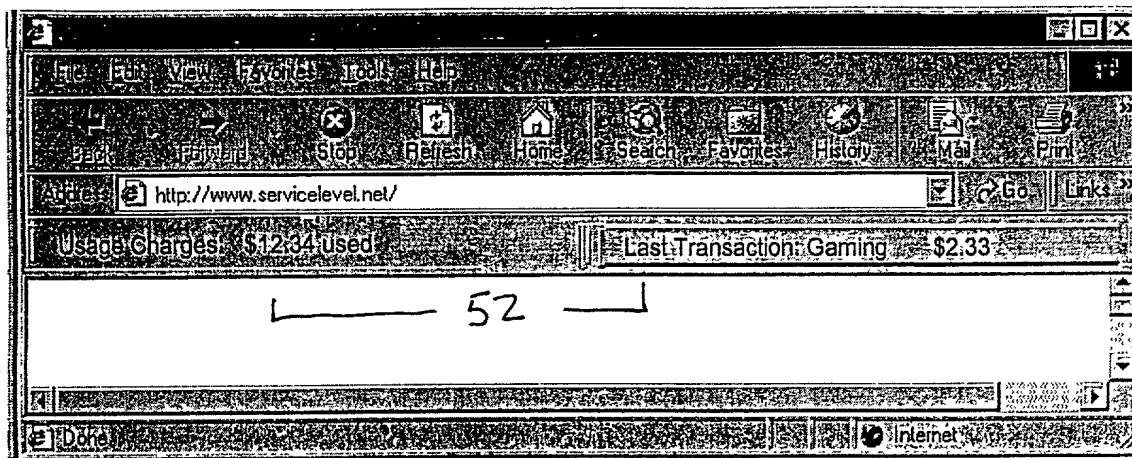 File Edit View Favorites Tools Help
Back Forward Stop Refresh Home Search Favorites History Mail Print »
Address http://www.servicelevel.net/ Go Links »
Usage Charges: $12.34 used Last Transaction: Gaming $2.33
52
Done Internet